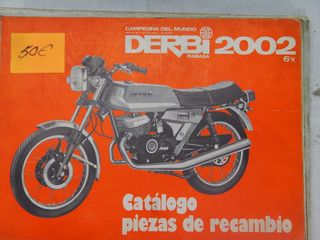 CAMPEONA DEL MUNDO
DERBi 2002
RABASA
6 v.
50€
Catálogo
piezas de recambio